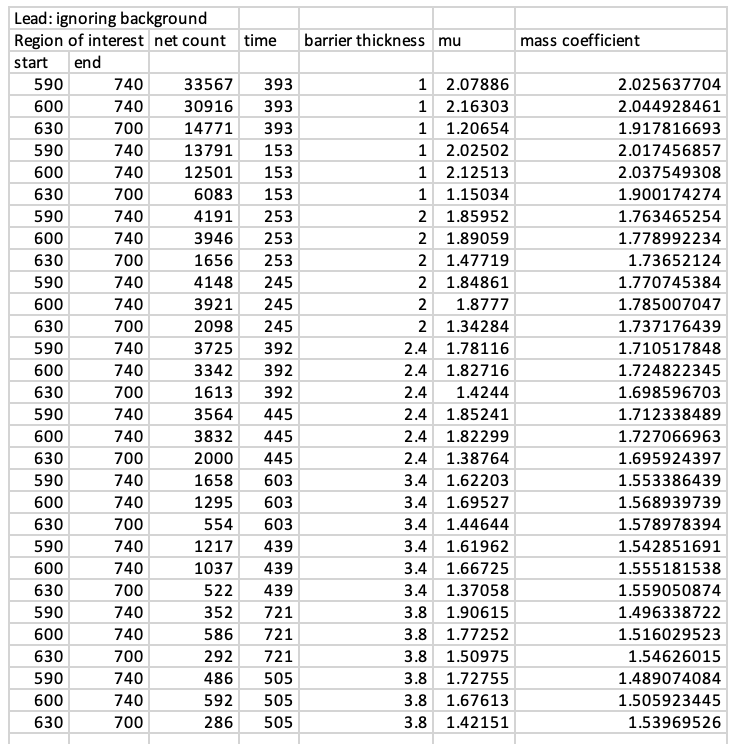 Lead: ignoring background
Region of interest net count time barrier thickness mu mass coefficient
start end
590 740 33567 393 1 2.07886 2.025637704
600 740 30916 393 1 2.16303 2.044928461
630 700 14771 393 1 1.20654 1.917816693
590 740 13791 153 1 2.02502 2.017456857
600 740 12501 153 1 2.12513 2.037549308
630 700 6083 153 1 1.15034 1.900174274
590 740 4191 253 2 1.85952 1.763465254
600 740 3946 253 2 1.89059 1.778992234
630 700 1656 253 2 1.47719 1.73652124
590 740 4148 245 2 1.84861 1.770745384
600 740 3921 245 2 1.8777 1.785007047
630 700 2098 245 2 1.34284 1.737176439
590 740 3725 392 2.4 1.78116 1.710517848
600 740 3342 392 2.4 1.82716 1.724822345
630 700 1613 392 2.4 1.4244 1.698596703
590 740 3564 445 2.4 1.85241 1.712338489
600 740 3832 445 2.4 1.82299 1.727066963
630 700 2000 445 2.4 1.38764 1.695924397
590 740 1658 603 3.4 1.62203 1.553386439
600 740 1295 603 3.4 1.69527 1.568939739
630 700 554 603 3.4 1.44644 1.578978394
590 740 1217 439 3.4 1.61962 1.542851691
600 740 1037 439 3.4 1.66725 1.555181538
630 700 522 439 3.4 1.37058 1.559050874
590 740 352 721 3.8 1.90615 1.496338722
600 740 586 721 3.8 1.77252 1.516029523
630 700 292 721 3.8 1.50975 1.54626015
590 740 486 505 3.8 1.72755 1.489074084
600 740 592 505 3.8 1.67613 1.505923445
630 700 286 505 3.8 1.42151 1.53969526